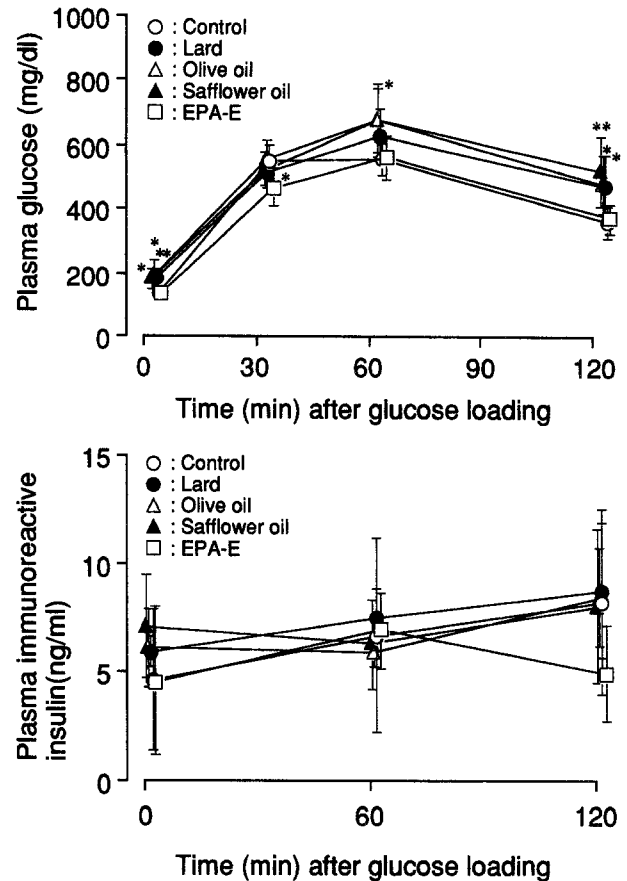 Plasma glucose (mg/dl)
1000
800
600
400
200
0
○ : Control
● : Lard
△ : Olive oil
▲ : Safflower oil
□ : EPA-E
*
*
**
*
*
**
*
*
0 30 60 90 120
Time (min) after glucose loading
Plasma immunoreactive
insulin(ng/ml)
15
10
5
0
○ : Control
● : Lard
△ : Olive oil
▲ : Safflower oil
□ : EPA-E
0 60 120
Time (min) after glucose loading